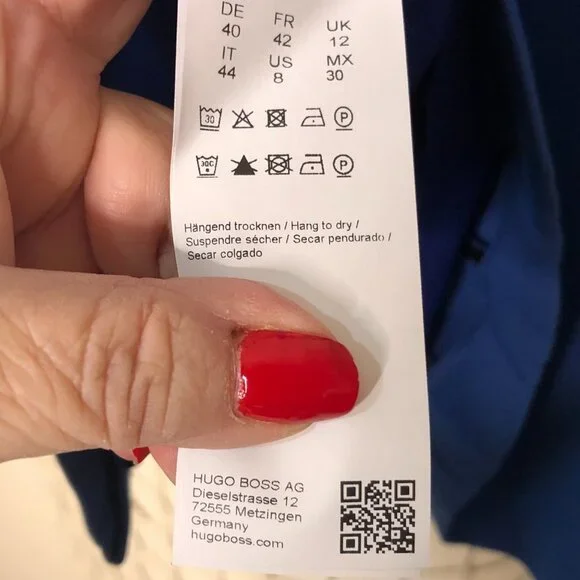 DE FR UK
40 42 12
IT US MX
44 8 30
30 P
30C P
Hängend trocknen / Hang to dry /
Suspendre sécher / Secar pendurado /
Secar colgado
HUGO BOSS AG
Dieselstrasse 12
72555 Metzingen
Germany
hugoboss.com